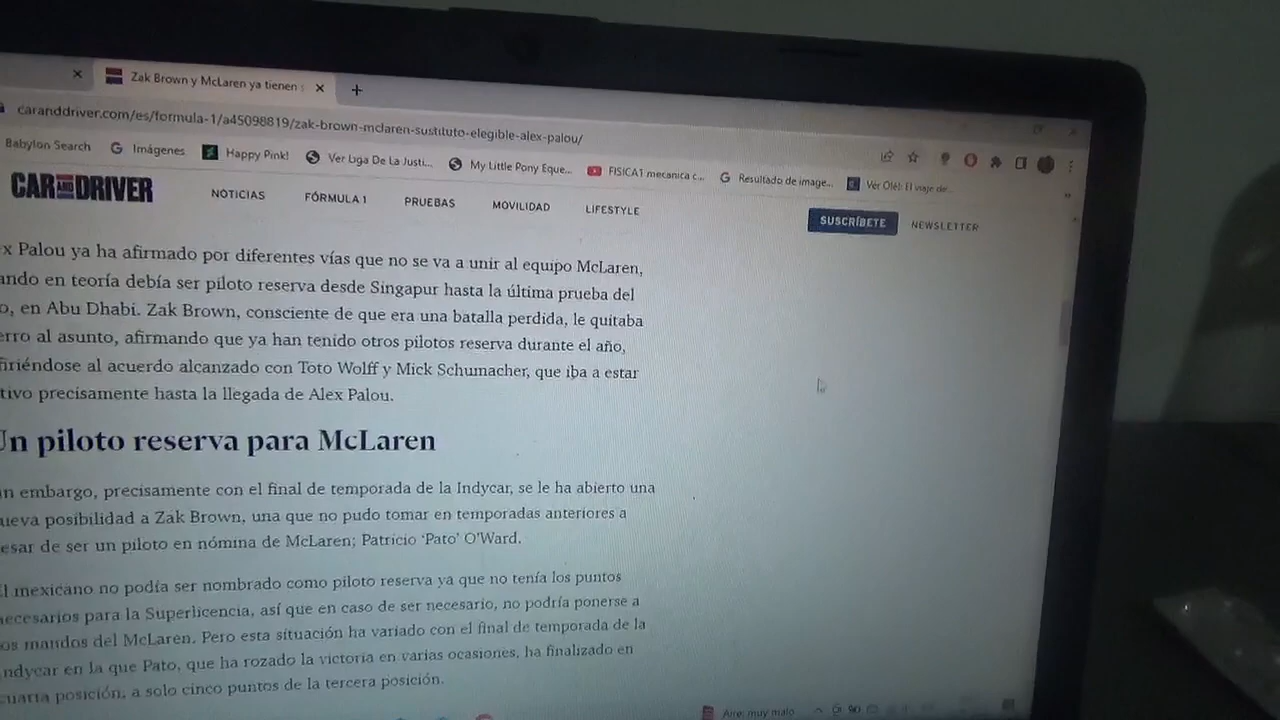 Zak Brown y McLaren ya tienen
caranddriver.com/es/formula-1/a45098819/zak-brown-mclaren-sustituto-elegible-alex-palou/
Babylon Search Imágenes Happy Pink! Ver Liga De La Justi... My Little Pony Eque... FISICA1 mecanica c... Resultado de image... Ver Olé!: El viaje de...
CAR AND DRIVER NOTICIAS FÓRMULA 1 PRUEBAS MOVILIDAD LIFESTYLE SUSCRÍBETE NEWSLETTER
x Palou ya ha afirmado por diferentes vías que no se va a unir al equipo McLaren,
ando en teoría debía ser piloto reserva desde Singapur hasta la última prueba del
o, en Abu Dhabi. Zak Brown, consciente de que era una batalla perdida, le quitaba
erro al asunto, afirmando que ya han tenido otros pilotos reserva durante el año,
firiéndose al acuerdo alcanzado con Toto Wolff y Mick Schumacher, que iba a estar
tivo precisamente hasta la llegada de Alex Palou.
Un piloto reserva para McLaren
in embargo, precisamente con el final de temporada de la Indycar, se le ha abierto una
ueva posibilidad a Zak Brown, una que no pudo tomar en temporadas anteriores a
esar de ser un piloto en nómina de McLaren; Patricio ‘Pato’ O’Ward.
El mexicano no podía ser nombrado como piloto reserva ya que no tenía los puntos
necesarios para la Superlicencia, así que en caso de ser necesario, no podría ponerse a
os mandos del McLaren. Pero esta situación ha variado con el final de temporada de la
Indycar en la que Pato, que ha rozado la victoria en varias ocasiones, ha finalizado en
cuarta posición, a solo cinco puntos de la tercera posición.
Aire: muy malo